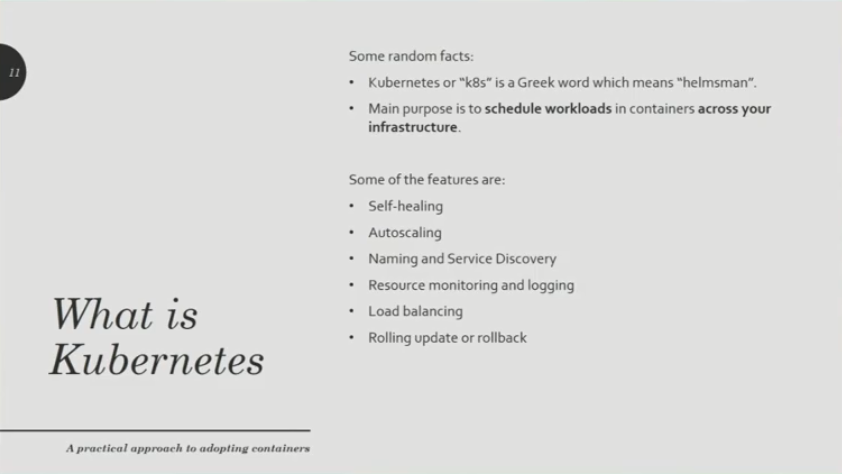 11
Some random facts:
• Kubernetes or “k8s” is a Greek word which means “helmsman”.
• Main purpose is to schedule workloads in containers across your
infrastructure.
Some of the features are:
• Self-healing
• Autoscaling
• Naming and Service Discovery
• Resource monitoring and logging
• Load balancing
• Rolling update or rollback
What is
Kubernetes
A practical approach to adopting containers